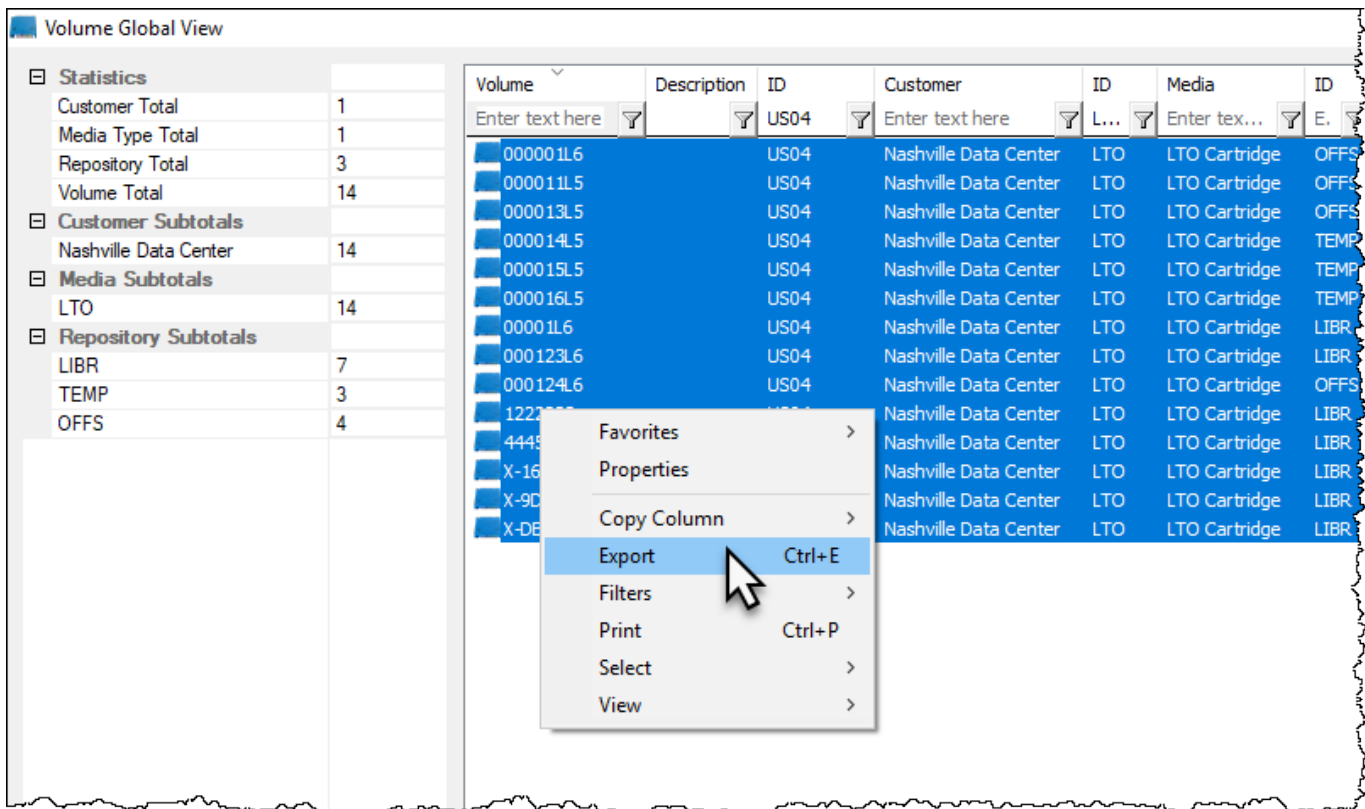 Volume Global View
Statistics
Customer Total 1
Media Type Total 1
Repository Total 3
Volume Total 14
Customer Subtotals
Nashville Data Center 14
Media Subtotals
LTO 14
Repository Subtotals
LIBR 7
TEMP 3
OFFS 4
Volume Description ID Customer ID Media ID
Enter text here US04 Enter text here L... Enter tex... E.
000001L6 US04 Nashville Data Center LTO LTO Cartridge OFFS
000011L5 US04 Nashville Data Center LTO LTO Cartridge OFFS
000013L5 US04 Nashville Data Center LTO LTO Cartridge OFFS
000014L5 US04 Nashville Data Center LTO LTO Cartridge TEMP
000015L5 US04 Nashville Data Center LTO LTO Cartridge TEMP
000016L5 US04 Nashville Data Center LTO LTO Cartridge TEMP
00001L6 US04 Nashville Data Center LTO LTO Cartridge LIBR
000123L6 US04 Nashville Data Center LTO LTO Cartridge LIBR
000124L6 US04 Nashville Data Center LTO LTO Cartridge OFFS
Nashville Data Center LTO LTO Cartridge LIBR
4445 Nashville Data Center LTO LTO Cartridge LIBR
X-16 Nashville Data Center LTO LTO Cartridge LIBR
X-9D Nashville Data Center LTO LTO Cartridge LIBR
X-DE Nashville Data Center LTO LTO Cartridge LIBR
Favorites
Properties
Copy Column
Export Ctrl+E
Filters
Print Ctrl+P
Select
View